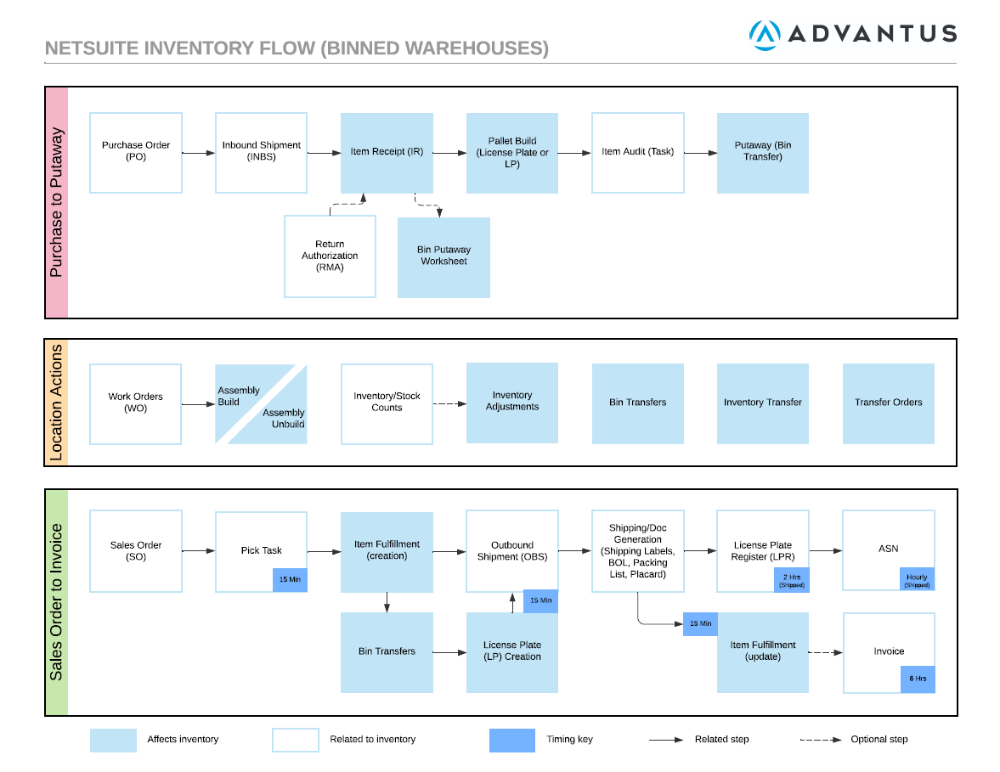 NETSUITE INVENTORY FLOW (BINNED WAREHOUSES)
ADVANTUS
Purchase to Putaway
Purchase Order
(PO)
Inbound Shipment
(INBS)
Item Receipt (IR)
Pallet Build
(License Plate or
LP)
Item Audit (Task)
Putaway (Bin
Transfer)
Return
Authorization
(RMA)
Bin Putaway
Worksheet
Location Actions
Work Orders
(WO)
Assembly
Build
Assembly
Unbuild
Inventory/Stock
Counts
Inventory
Adjustments
Bin Transfers
Inventory Transfer
Transfer Orders
Sales Order to Invoice
Sales Order
(SO)
Pick Task
15 Min
Item Fulfillment
(creation)
Outbound
Shipment (OBS)
15 Min
Shipping/Doc
Generation
(Shipping Labels,
BOL, Packing
List, Placard)
License Plate
Register (LPR)
2 Hrs
(Shipped)
ASN
Hourly
(Shipped)
Bin Transfers
License Plate
(LP) Creation
15 Min
Item Fulfillment
(update)
Invoice
6 Hrs
Affects inventory
Related to inventory
Timing key
Related step
Optional step